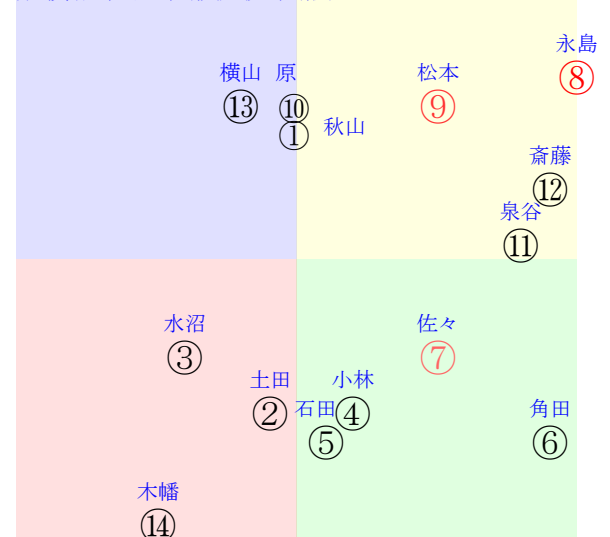 永島
⑧
横山 原 松本
⑬ ⑩ ⑨
① 秋山
斎藤
⑫
泉谷
⑪
水沼 佐々
③ ⑦
土田 小林
② 石田 ④ 角田
⑤ ⑥
木幡
⑭